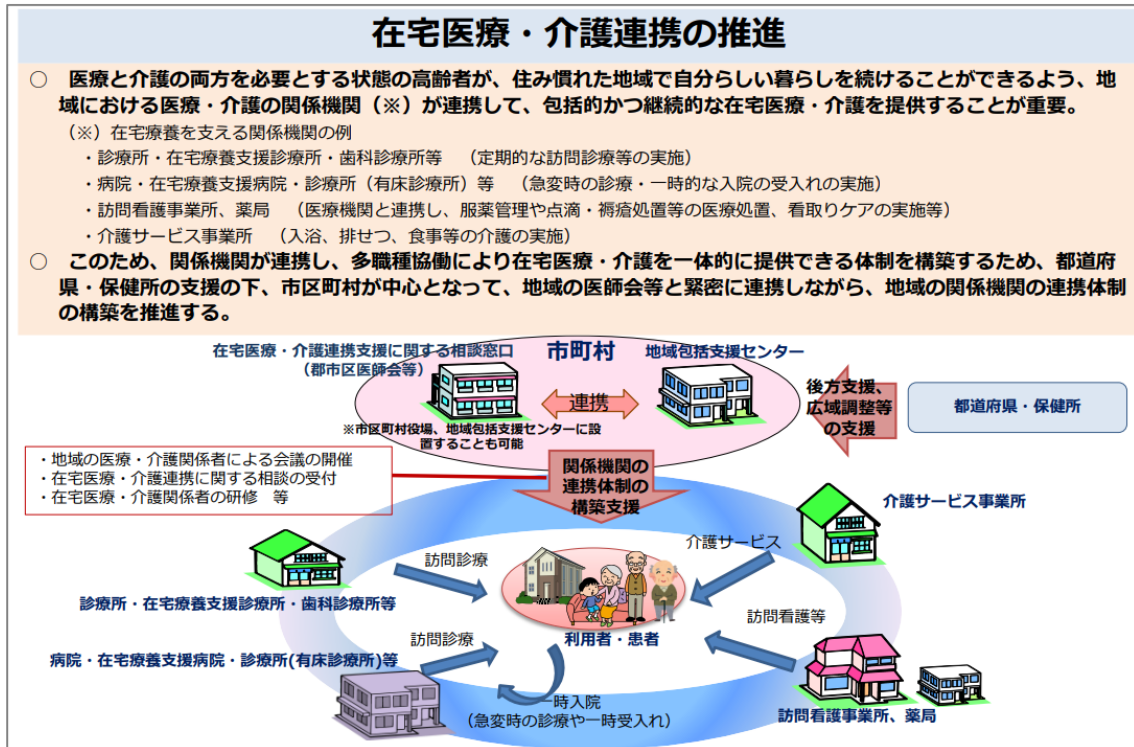 在宅医療・介護連携の推進
○　医療と介護の両方を必要とする状態の高齢者が、住み慣れた地域で自分らしい暮らしを続けることができるよう、地
域における医療・介護の関係機関（※）が連携して、包括的かつ継続的な在宅医療・介護を提供することが重要。
（※）在宅療養を支える関係機関の例
・診療所・在宅療養支援診療所・歯科診療所等　（定期的な訪問診療等の実施）
・病院・在宅療養支援病院・診療所（有床診療所）等　（急変時の診療・一時的な入院の受入れの実施）
・訪問看護事業所、薬局　（医療機関と連携し、服薬管理や点滴・褥瘡処置等の医療処置、看取りケアの実施等）
・介護サービス事業所　（入浴、排せつ、食事等の介護の実施）
○　このため、関係機関が連携し、多職種協働により在宅医療・介護を一体的に提供できる体制を構築するため、都道府
県・保健所の支援の下、市区町村が中心となって、地域の医師会等と緊密に連携しながら、地域の関係機関の連携体制
の構築を推進する。
在宅医療・介護連携支援に関する相談窓口
（郡市区医師会等）
市町村
地域包括支援センター
連携
※市区町村役場、地域包括支援センターに設
置することも可能
後方支援、
広域調整等
の支援
都道府県・保健所
・地域の医療・介護関係者による会議の開催
・在宅医療・介護連携に関する相談の受付
・在宅医療・介護関係者の研修　等
関係機関の
連携体制の
構築支援
介護サービス事業所
介護サービス
訪問診療
診療所・在宅療養支援診療所・歯科診療所等
利用者・患者
訪問看護等
訪問診療
病院・在宅療養支援病院・診療所(有床診療所)等
一時入院
（急変時の診療や一時受入れ）
訪問看護事業所、薬局